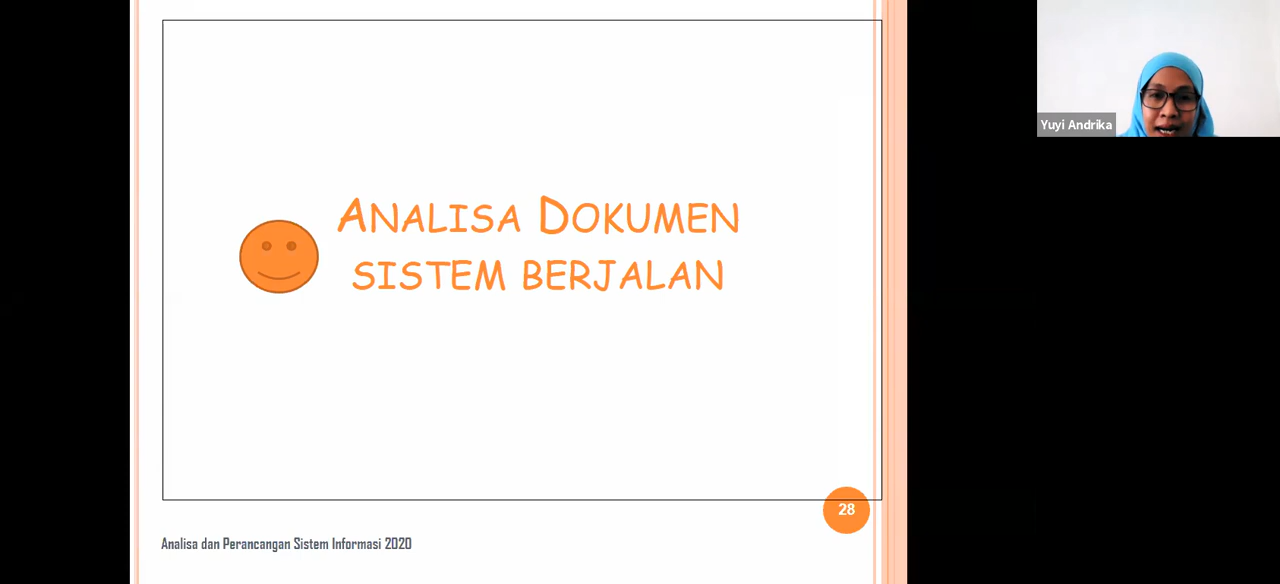 Yuyi Andrika
ANALISA DOKUMEN
SISTEM BERJALAN
28
Analisa dan Perancangan Sistem Informasi 2020